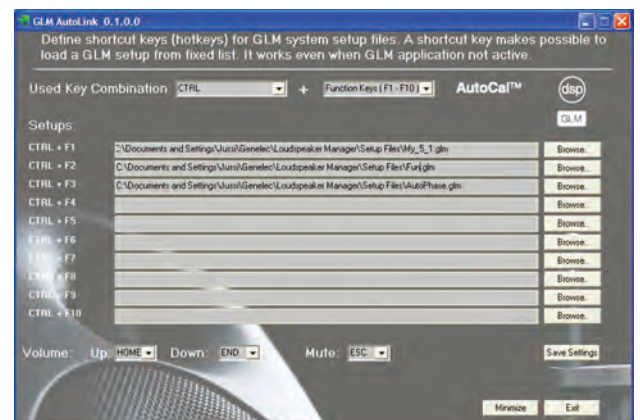 GLM AutoLink 0.1.0.0
Define shortcut keys (hotkeys) for GLM system setup files. A shortcut key makes possible to
load a GLM setup from fixed list. It works even when GLM application not active.
Used Key Combination: CTRL + Function Keys ( F1 - F10 ) AutoCal™ dsp
Setups: GLM
CTRL + F1 C:\Documents and Settings\Jussi\Genelec\Loudspeaker Manager\Setup Files\My_5_1.glm Browse..
CTRL + F2 C:\Documents and Settings\Jussi\Genelec\Loudspeaker Manager\Setup Files\Furi.glm Browse..
CTRL + F3 C:\Documents and Settings\Jussi\Genelec\Loudspeaker Manager\Setup Files\AutoPhase.glm Browse..
CTRL + F4 Browse..
CTRL + F5 Browse..
CTRL + F6 Browse..
CTRL + F7 Browse..
CTRL + F8 Browse..
CTRL + F9 Browse..
CTRL + F10 Browse..
Volume: Up: HOME Down: END Mute: ESC Save Settings
Minimize Exit